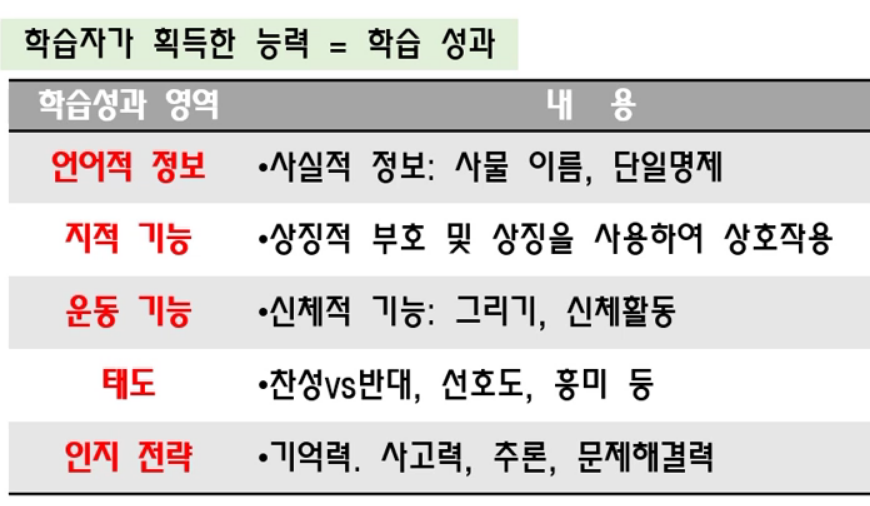 학습자가 획득한 능력 = 학습 성과
학습성과 영역 내 용
언어적 정보 •사실적 정보: 사물 이름, 단일명제
지적 기능 •상징적 부호 및 상징을 사용하여 상호작용
운동 기능 •신체적 기능: 그리기, 신체활동
태도 •찬성vs반대, 선호도, 흥미 등
인지 전략 •기억력. 사고력, 추론, 문제해결력